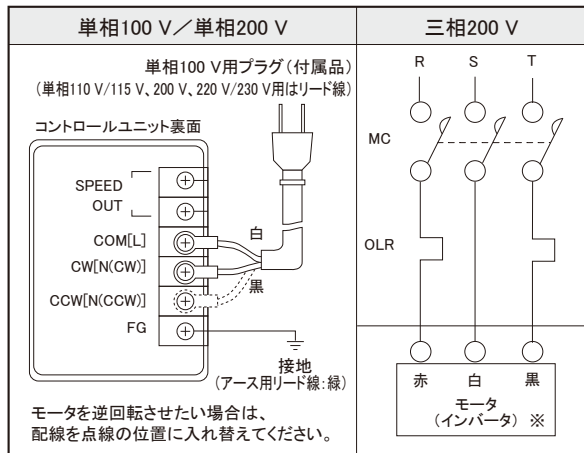 単相100 V／単相200 V
単相100 V用プラグ（付属品）
（単相110 V/115 V、200 V、220 V/230 V用はリード線）
コントロールユニット裏面
SPEED
OUT
COM[L]
CW[N(CW)]
CCW[N(CCW)]
FG
白
黒
接地
（アース用リード線：緑）
モータを逆回転させたい場合は、
配線を点線の位置に入れ替えてください。
三相200 V
R S T
MC
OLR
赤 白 黒
モータ
（インバータ） ※